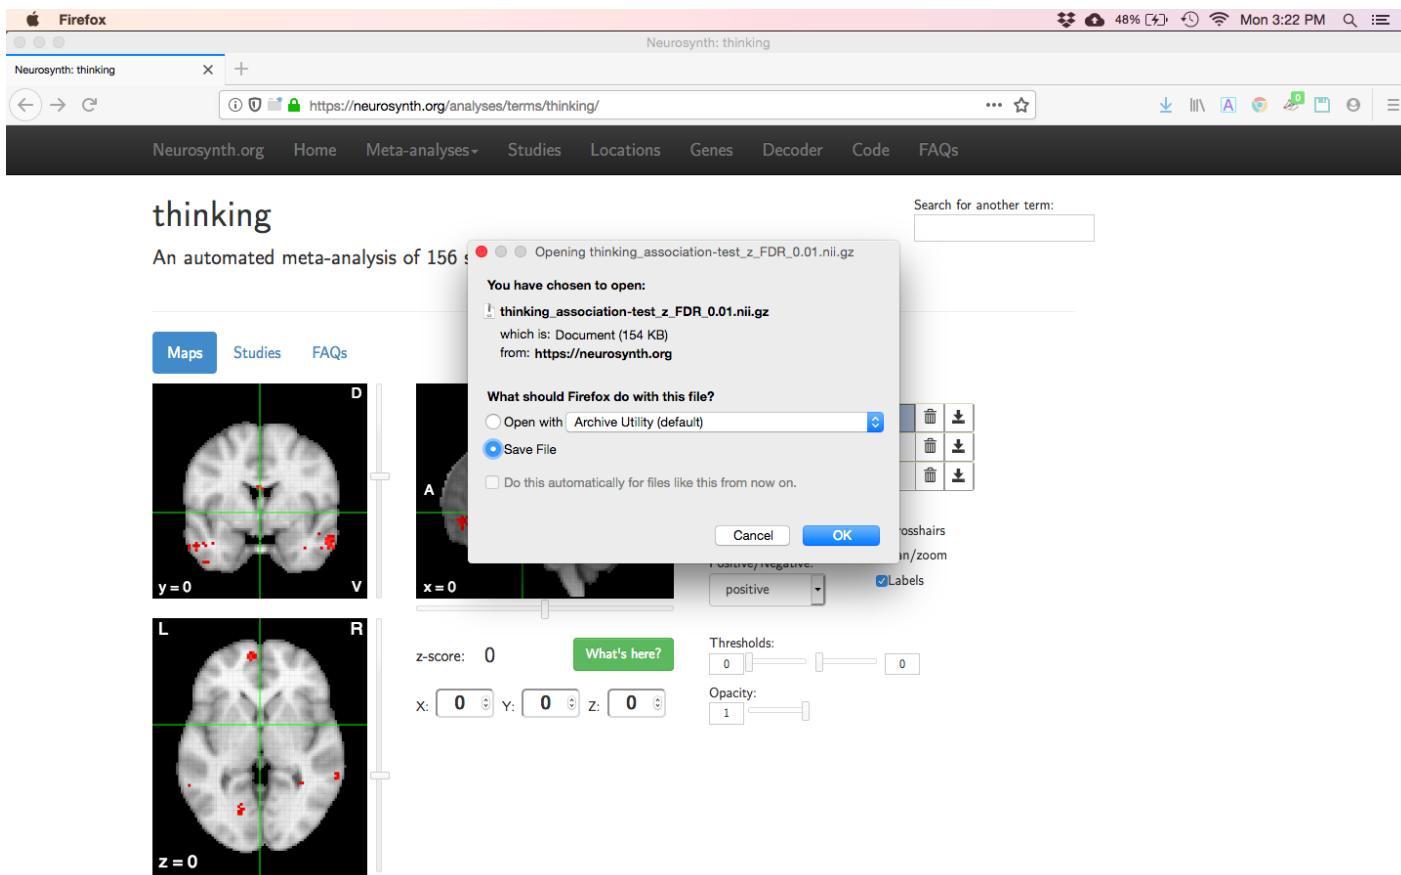 Firefox
48%
Mon 3:22 PM
Neurosynth: thinking
Neurosynth: thinking
https://neurosynth.org/analyses/terms/thinking/
A
0
Neurosynth.org Home Meta-analyses Studies Locations Genes Decoder Code FAQs
thinking
Search for another term:
An automated meta-analysis of 156
Opening thinking_association-test_z_FDR_0.01.nii.gz
You have chosen to open:
thinking_association-test_z_FDR_0.01.nii.gz
which is: Document (154 KB)
from: https://neurosynth.org
What should Firefox do with this file?
Open with Archive Utility (default)
Save File
Do this automatically for files like this from now on.
Cancel OK
Maps Studies FAQs
D
y = 0 V
A
x = 0
Positive/Negative:
positive
Labels
L R
z = 0
z-score: 0 What's here?
X: 0 Y: 0 Z: 0
Thresholds:
0 0
Opacity:
1